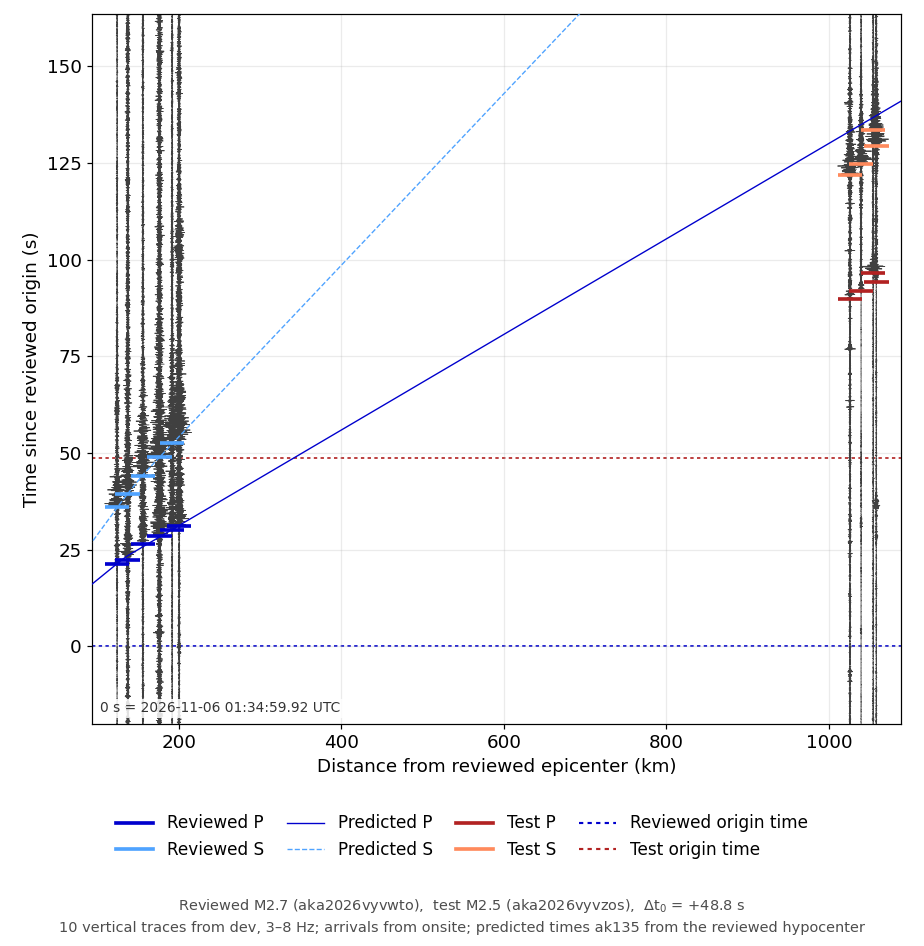 150
125
100
75
50
25
0
Time since reviewed origin (s)
0 s = 2026-11-06 01:34:59.92 UTC
200 400 600 800 1000
Distance from reviewed epicenter (km)
Reviewed P Predicted P Test P Reviewed origin time
Reviewed S Predicted S Test S Test origin time
Reviewed M2.7 (aka2026vyvwto), test M2.5 (aka2026vyvzos), Δt₀ = +48.8 s
10 vertical traces from dev, 3–8 Hz; arrivals from onsite; predicted times ak135 from the reviewed hypocenter